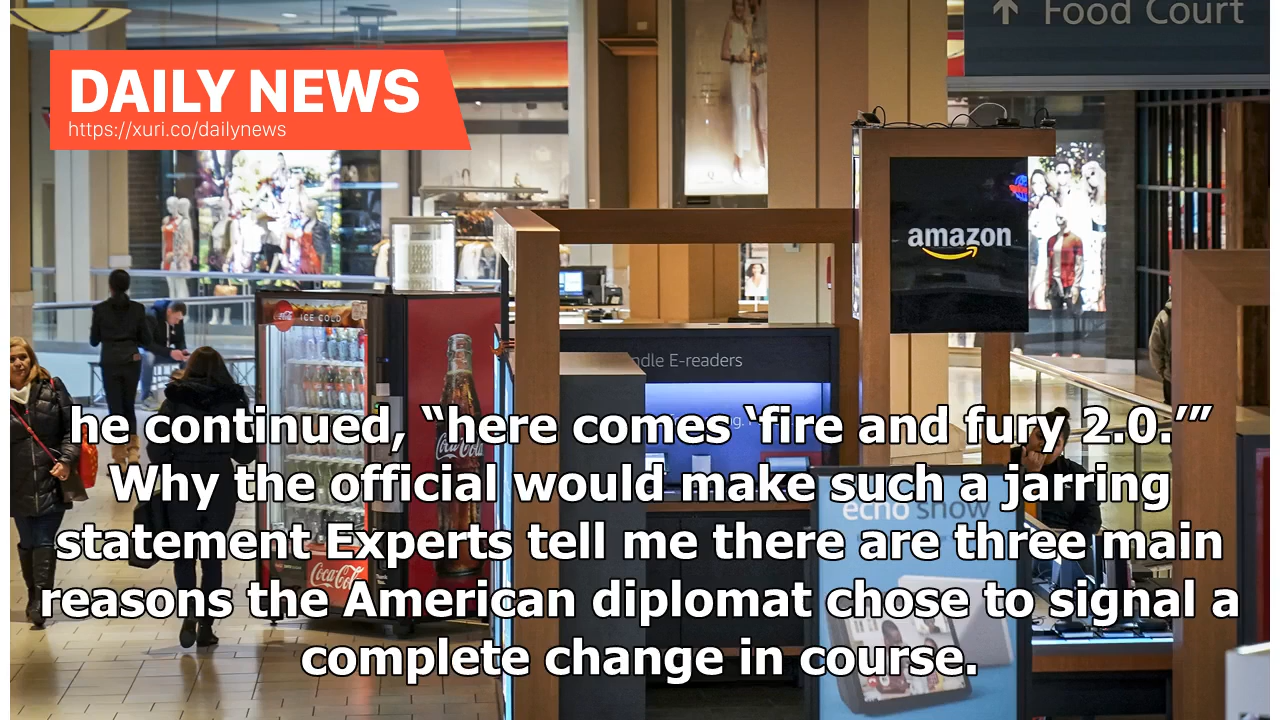 Food Court
DAILY NEWS
https://xuri.co/dailynews
amazon
ICE COLD
E-readers
he continued, “here comes ‘fire and fury 2.0.’”
Why the official would make such a jarring
statement Experts tell me there are three main
reasons the American diplomat chose to signal a
complete change in course.
Coca-Cola
echo show
Coca-Cola